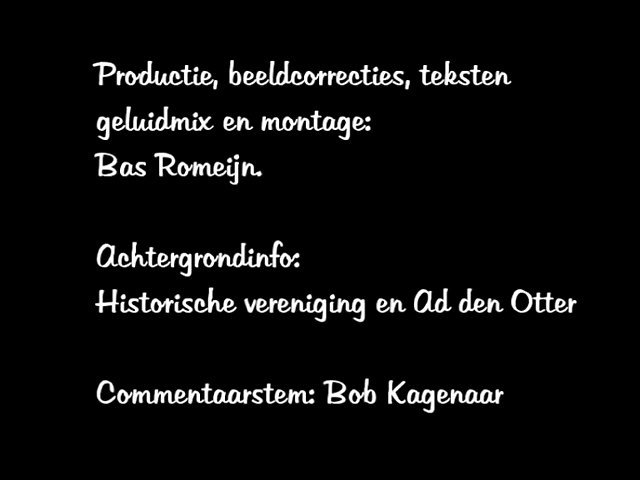 Productie, beeldcorrecties, teksten
geluidmix en montage:
Bas Romeijn.
Achtergrondinfo:
Historische vereniging en Ad den Otter
Commentaarstem: Bob Kagenaar